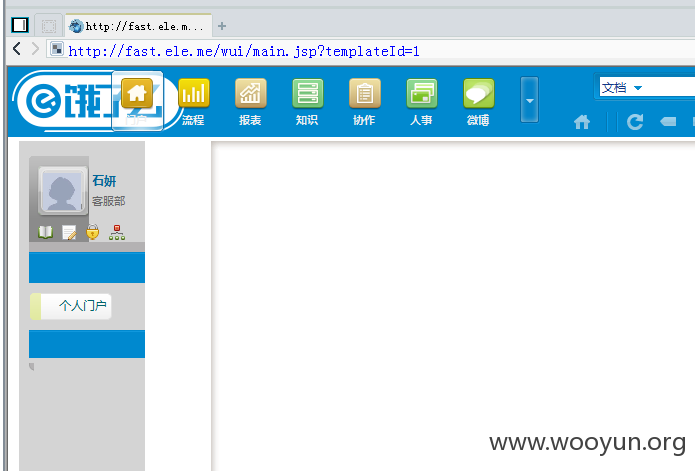 http://fast.ele.m...
http://fast.ele.me/wui/main.jsp?templateId=1
饿了么
流程
报表
知识
协作
人事
微博
文档
石妍
客服部
个人门户
www.wooyun.org